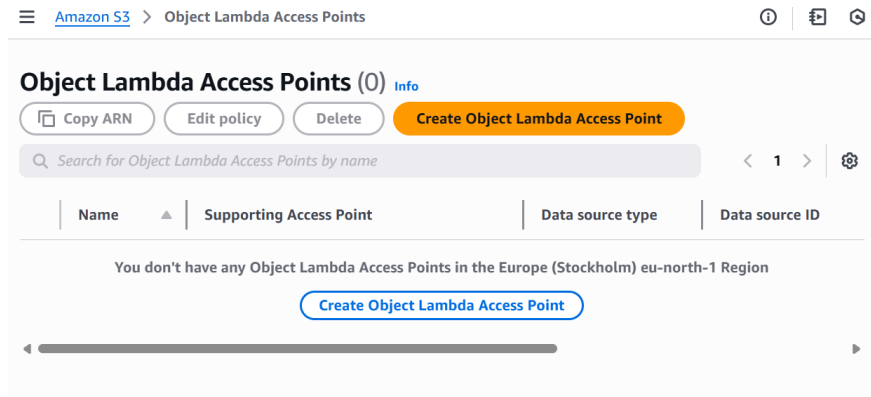 Amazon S3 > Object Lambda Access Points
Object Lambda Access Points (0) Info
Copy ARN Edit policy Delete Create Object Lambda Access Point
Search for Object Lambda Access Points by name < 1 >
Name Supporting Access Point Data source type Data source ID
You don't have any Object Lambda Access Points in the Europe (Stockholm) eu-north-1 Region
Create Object Lambda Access Point